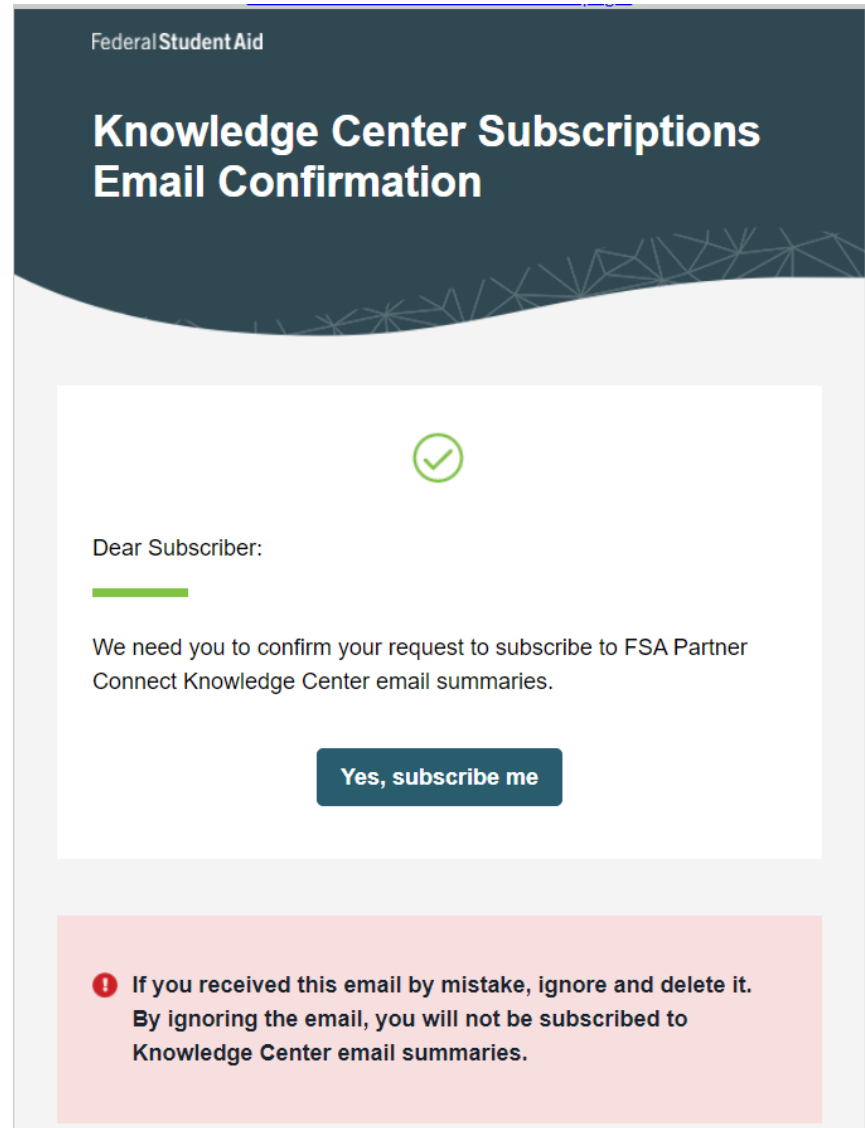 Federal Student Aid
Knowledge Center Subscriptions
Email Confirmation
Dear Subscriber:
We need you to confirm your request to subscribe to FSA Partner
Connect Knowledge Center email summaries.
Yes, subscribe me
If you received this email by mistake, ignore and delete it.
By ignoring the email, you will not be subscribed to
Knowledge Center email summaries.